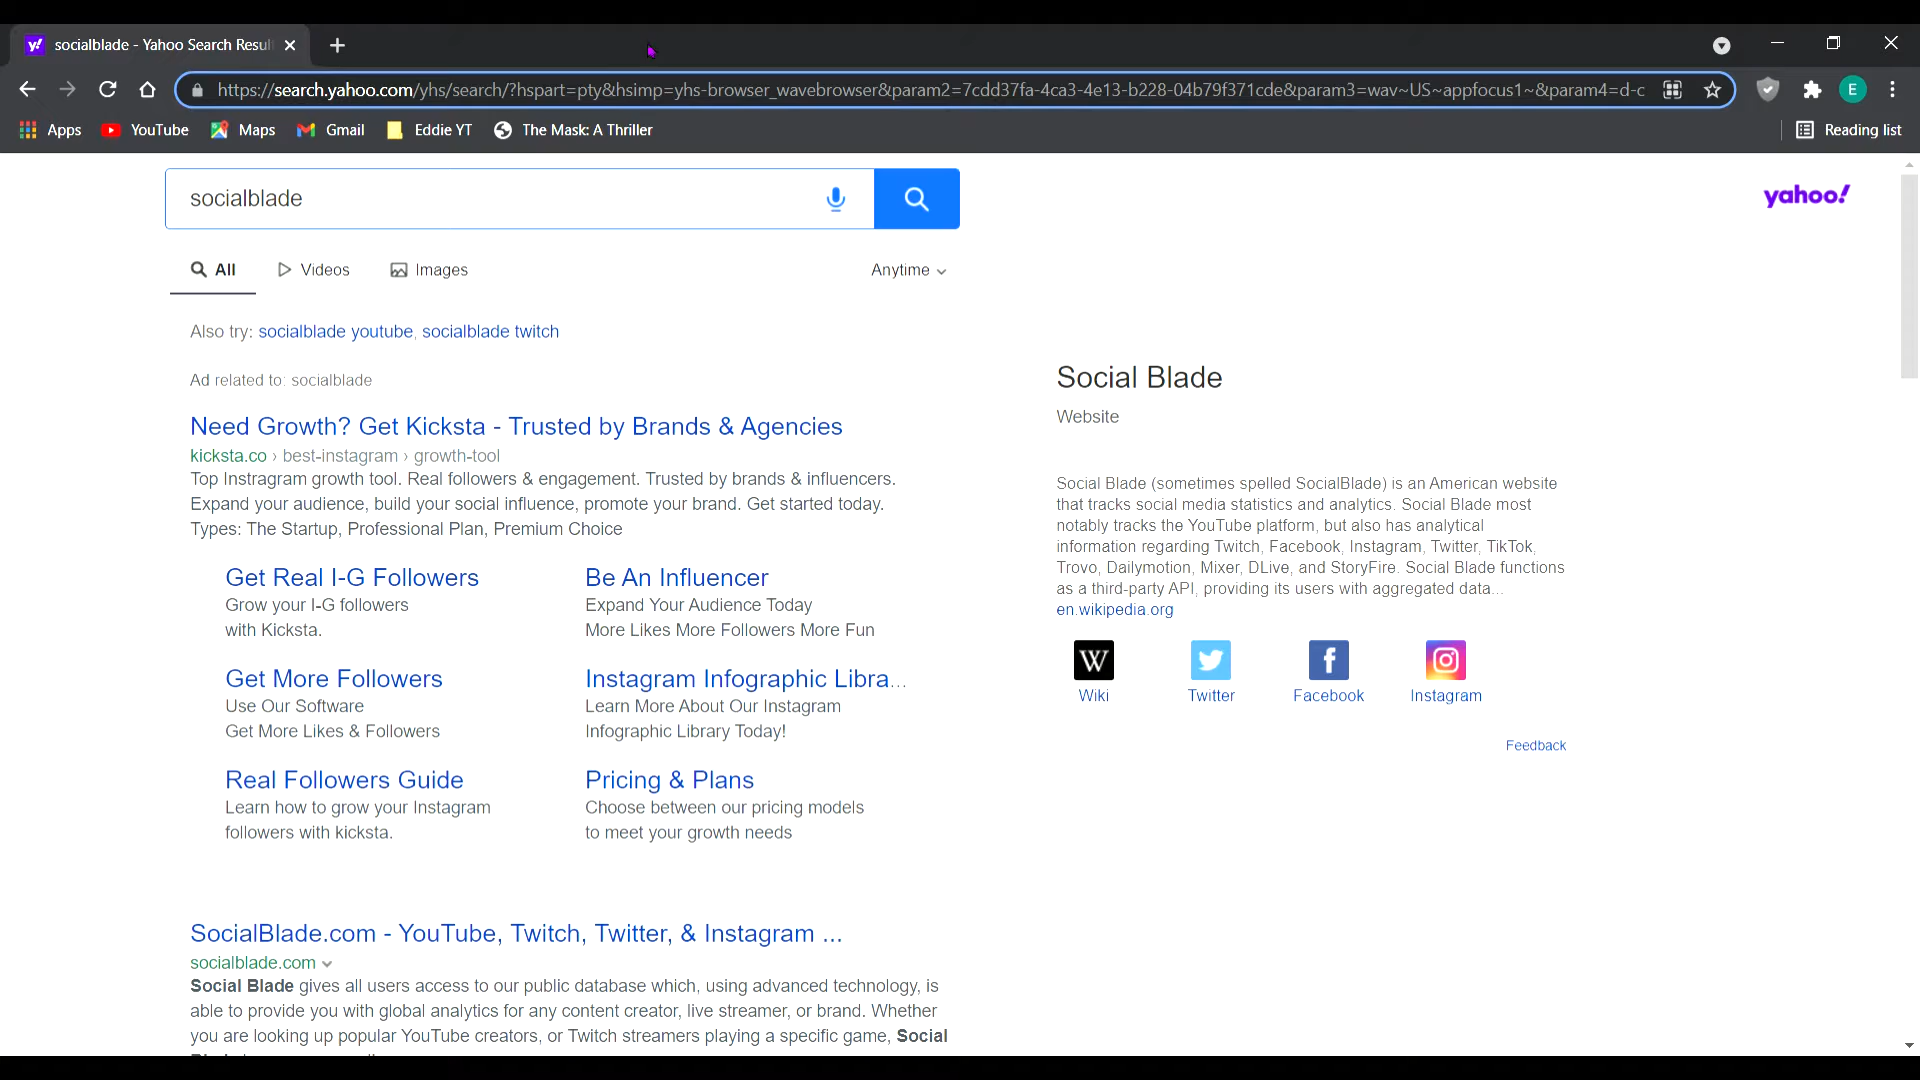 socialblade - Yahoo Search Resul
https://search.yahoo.com/yhs/search/?hspart=pty&hsimp=yhs-browser_wavebrowser&param2=7cdd37fa-4ca3-4e13-b228-04b79f371cde&param3=wav~US~appfocus1~&param4=d-c
E
Apps YouTube Maps Gmail Eddie YT The Mask: A Thriller Reading list
socialblade
yahoo!
All Videos Images Anytime
Also try: socialblade youtube, socialblade twitch
Ad related to: socialblade
Need Growth? Get Kicksta - Trusted by Brands & Agencies
kicksta.co › best-instagram › growth-tool
Top Instragram growth tool. Real followers & engagement. Trusted by brands & influencers.
Expand your audience, build your social influence, promote your brand. Get started today.
Types: The Startup, Professional Plan, Premium Choice
Get Real I-G Followers
Grow your I-G followers
with Kicksta.
Be An Influencer
Expand Your Audience Today
More Likes More Followers More Fun
Get More Followers
Use Our Software
Get More Likes & Followers
Instagram Infographic Libra...
Learn More About Our Instagram
Infographic Library Today!
Real Followers Guide
Learn how to grow your Instagram
followers with kicksta.
Pricing & Plans
Choose between our pricing models
to meet your growth needs
SocialBlade.com - YouTube, Twitch, Twitter, & Instagram ...
socialblade.com
Social Blade gives all users access to our public database which, using advanced technology, is
able to provide you with global analytics for any content creator, live streamer, or brand. Whether
you are looking up popular YouTube creators, or Twitch streamers playing a specific game, Social
Social Blade
Website
Social Blade (sometimes spelled SocialBlade) is an American website
that tracks social media statistics and analytics. Social Blade most
notably tracks the YouTube platform, but also has analytical
information regarding Twitch, Facebook, Instagram, Twitter, TikTok,
Trovo, Dailymotion, Mixer, DLive, and StoryFire. Social Blade functions
as a third-party API, providing its users with aggregated data...
en.wikipedia.org
W
Wiki Twitter Facebook Instagram
Feedback